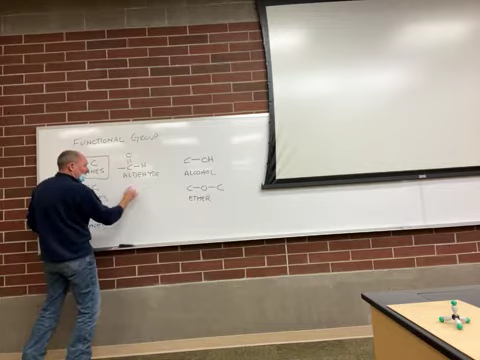 FUNCTIONAL GROUP
C
O
C H
ALDEHYDE
C-OH
ALCOHOL
C-O-C
ETHER